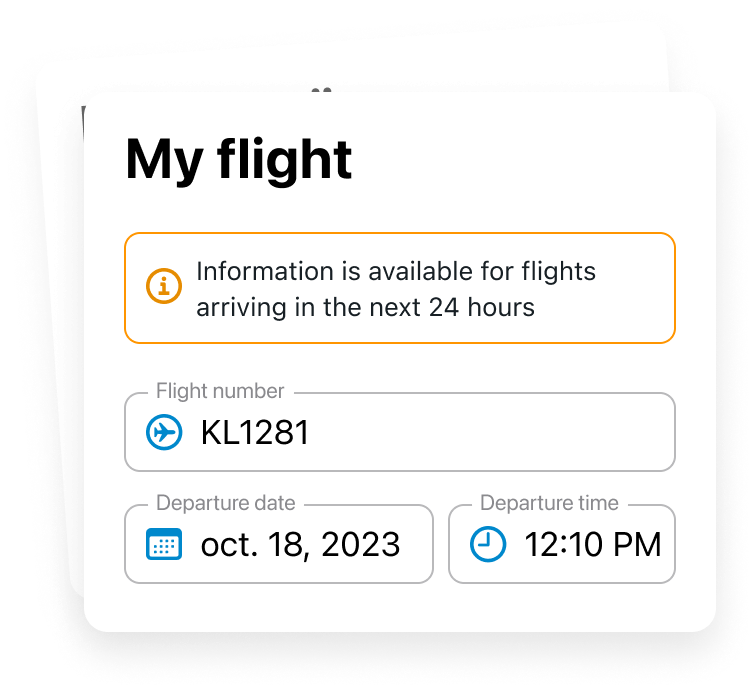 My flight
Information is available for flights
arriving in the next 24 hours
Flight number
KL1281
Departure date
oct. 18, 2023
Departure time
12:10 PM